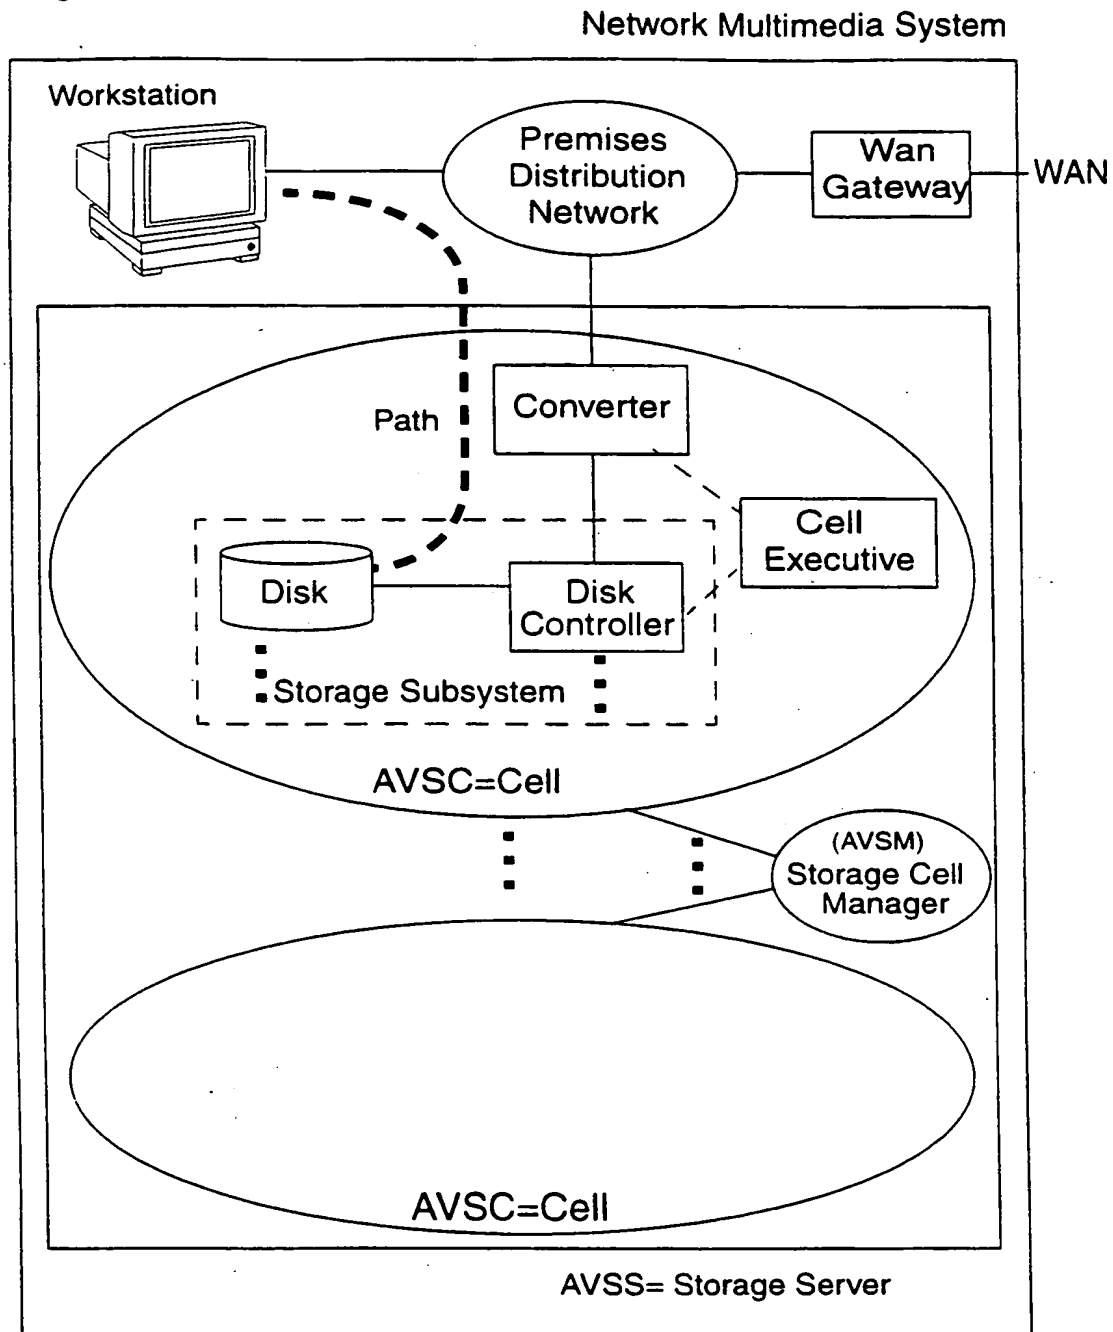 Network Multimedia System
Workstation
Premises
Distribution
Network
Wan
Gateway
WAN
Path
Converter
Cell
Executive
Disk
Disk
Controller
Storage Subsystem
AVSC=Cell
(AVSM)
Storage Cell
Manager
AVSC=Cell
AVSS= Storage Server